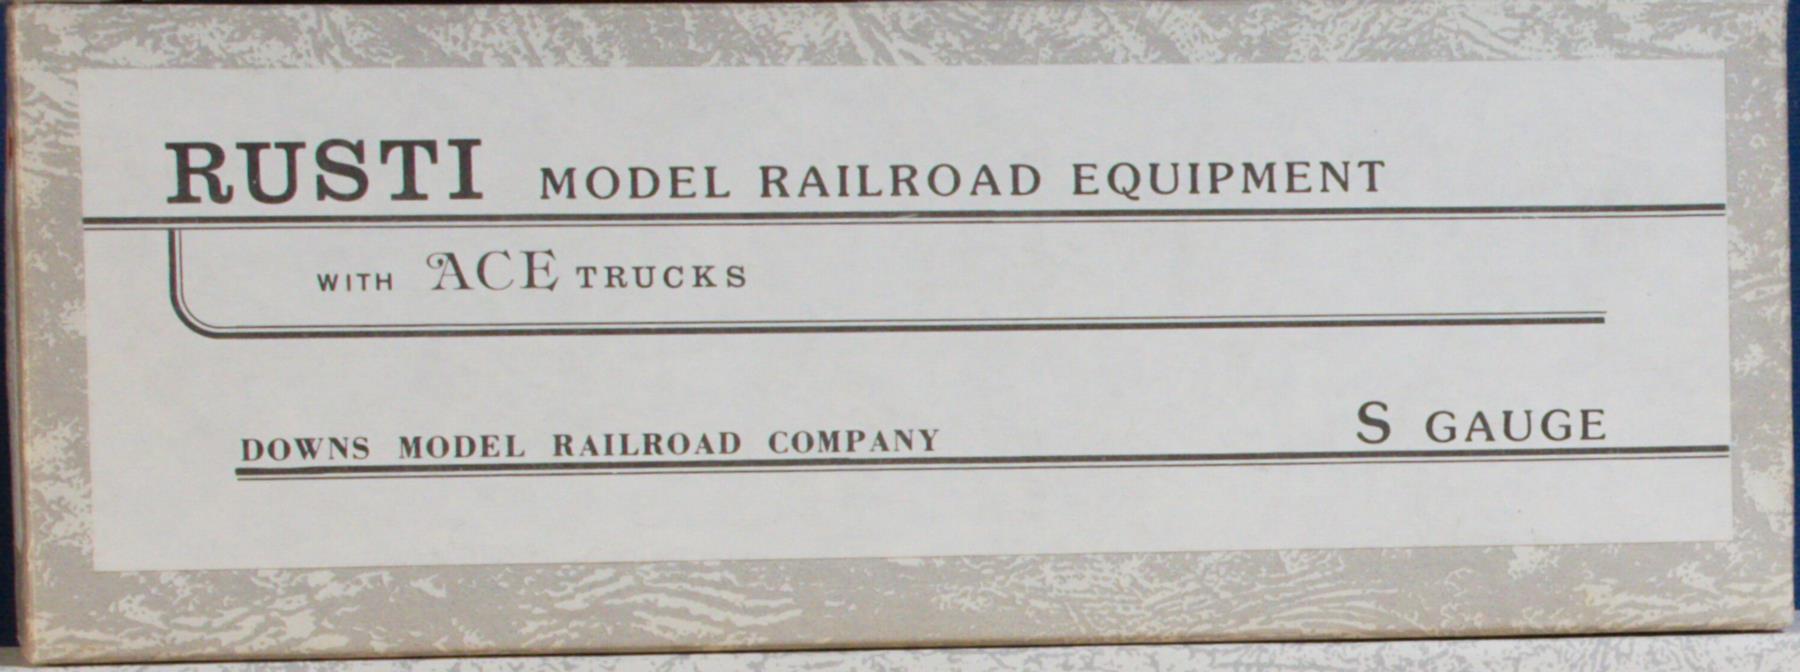 RUSTI MODEL RAILROAD EQUIPMENT
WITH ACE TRUCKS
DOWNS MODEL RAILROAD COMPANY
S GAUGE